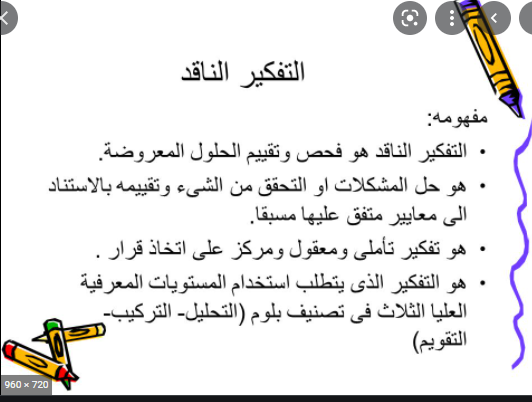 التفكير الناقد
مفهومه:
• التفكير الناقد هو فحص وتقييم الحلول المعروضة.
• هو حل المشكلات او التحقق من الشىء وتقييمه بالاستناد
الى معايير متفق عليها مسبقا.
• هو تفكير تأملى ومعقول ومركز على اتخاذ قرار .
• هو التفكير الذى يتطلب استخدام المستويات المعرفية
العليا الثلاث فى تصنيف بلوم (التحليل- التركيب-
التقويم)
960 × 720